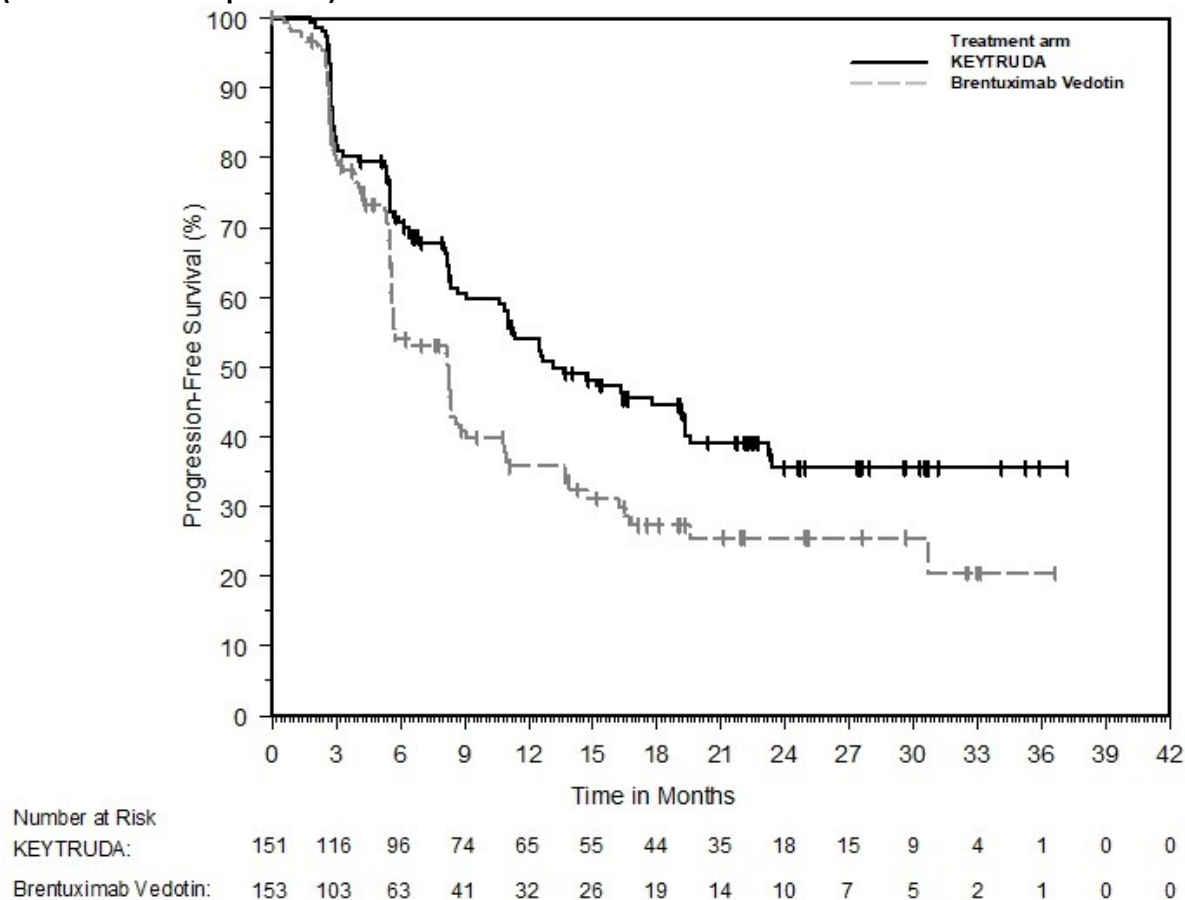 100
90
80
70
60
50
40
30
20
10
0
Progression-Free Survival (%)
Treatment arm
KEYTRUDA
Brentuximab Vedotin
0 3 6 9 12 15 18 21 24 27 30 33 36 39 42
Time in Months
Number at Risk
KEYTRUDA: 151 116 96 74 65 55 44 35 18 15 9 4 1 0 0
Brentuximab Vedotin: 153 103 63 41 32 26 19 14 10 7 5 2 1 0 0